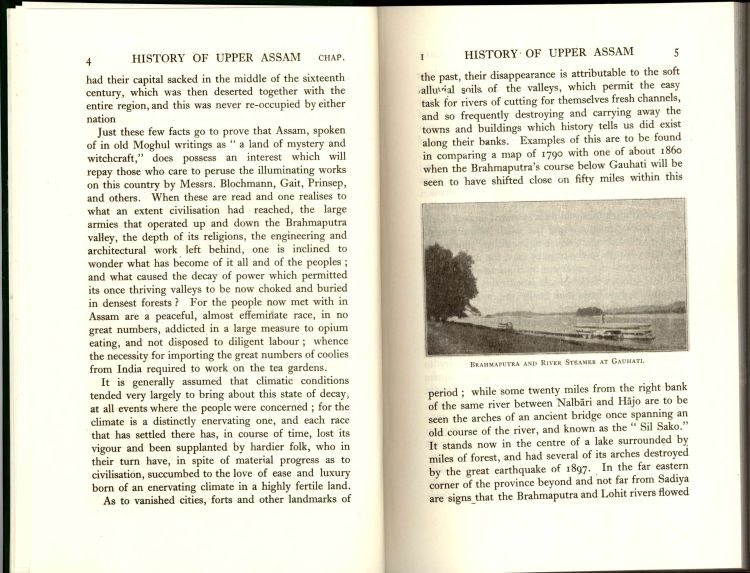 4 HISTORY OF UPPER ASSAM CHAP.
had their capital sacked in the middle of the sixteenth
century, which was then deserted together with the
entire region, and this was never re-occupied by either
nation
Just these few facts go to prove that Assam, spoken
of in old Moghul writings as “ a land of mystery and
witchcraft,” does possess an interest which will
repay those who care to peruse the illuminating works
on this country by Messrs. Blochmann, Gait, Prinsep,
and others. When these are read and one realises to
what an extent civilisation had reached, the large
armies that operated up and down the Brahmaputra
valley, the depth of its religions, the engineering and
architectural work left behind, one is inclined to
wonder what has become of it all and of the peoples ;
and what caused the decay of power which permitted
its once thriving valleys to be now choked and buried
in densest forests ? For the people now met with in
Assam are a peaceful, almost effeminate race, in no
great numbers, addicted in a large measure to opium
eating, and not disposed to diligent labour ; whence
the necessity for importing the great numbers of coolies
from India required to work on the tea gardens.
It is generally assumed that climatic conditions
tended very largely to bring about this state of decay,
at all events where the people were concerned ; for the
climate is a distinctly enervating one, and each race
that has settled there has, in course of time, lost its
vigour and been supplanted by hardier folk, who in
their turn have, in spite of material progress as to
civilisation, succumbed to the love of ease and luxury
born of an enervating climate in a highly fertile land.
As to vanished cities, forts and other landmarks of
I HISTORY OF UPPER ASSAM 5
the past, their disappearance is attributable to the soft
alluvial soils of the valleys, which permit the easy
task for rivers of cutting for themselves fresh channels,
and so frequently destroying and carrying away the
towns and buildings which history tells us did exist
along their banks. Examples of this are to be found
in comparing a map of 1790 with one of about 1860
when the Brahmaputra's course below Gauhati will be
seen to have shifted close on fifty miles within this
BRAHMAPUTRA AND RIVER STEAMER AT GAUHATI.
period ; while some twenty miles from the right bank
of the same river between Nalbāri and Hājo are to be
seen the arches of an ancient bridge once spanning an
old course of the river, and known as the “ Sil Sako.”
It stands now in the centre of a lake surrounded by
miles of forest, and had several of its arches destroyed
by the great earthquake of 1897. In the far eastern
corner of the province beyond and not far from Sadiya
are signs that the Brahmaputra and Lohit rivers flowed